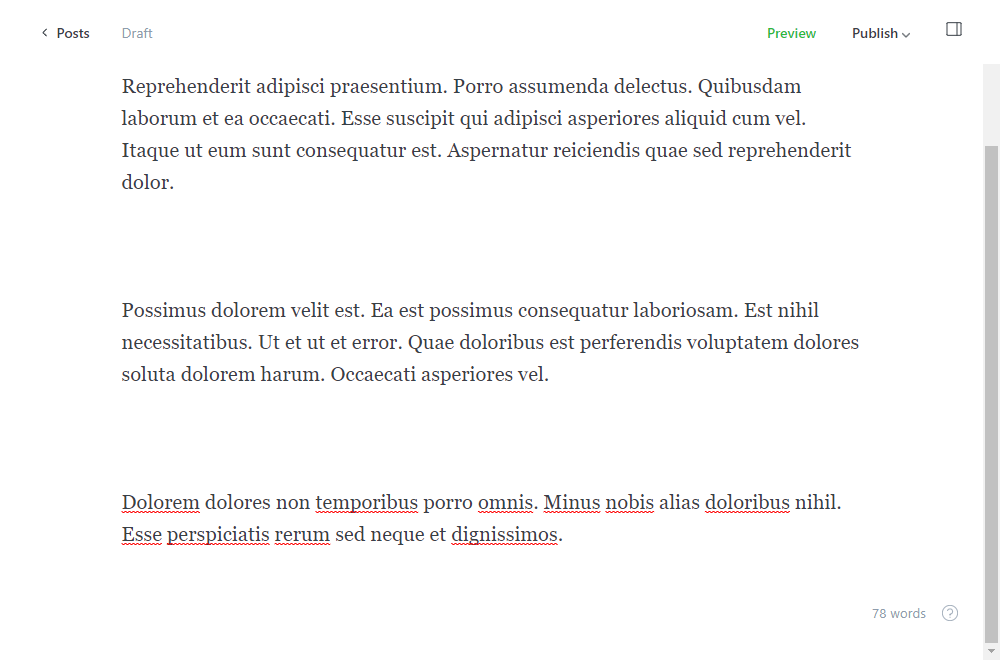 Posts Draft Preview Publish
Reprehenderit adipisci praesentium. Porro assumenda delectus. Quibusdam
laborum et ea occaecati. Esse suscipit qui adipisci asperiores aliquid cum vel.
Itaque ut eum sunt consequatur est. Aspernatur reiciendis quae sed reprehenderit
dolor.
Possimus dolorem velit est. Ea est possimus consequatur laboriosam. Est nihil
necessitatibus. Ut et ut et error. Quae doloribus est perferendis voluptatem dolores
soluta dolorem harum. Occaecati asperiores vel.
Dolorem dolores non temporibus porro omnis. Minus nobis alias doloribus nihil.
Esse perspiciatis rerum sed neque et dignissimos.
78 words ?